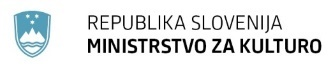 REPUBLIKA SLOVENIJA
MINISTRSTVO ZA KULTURO